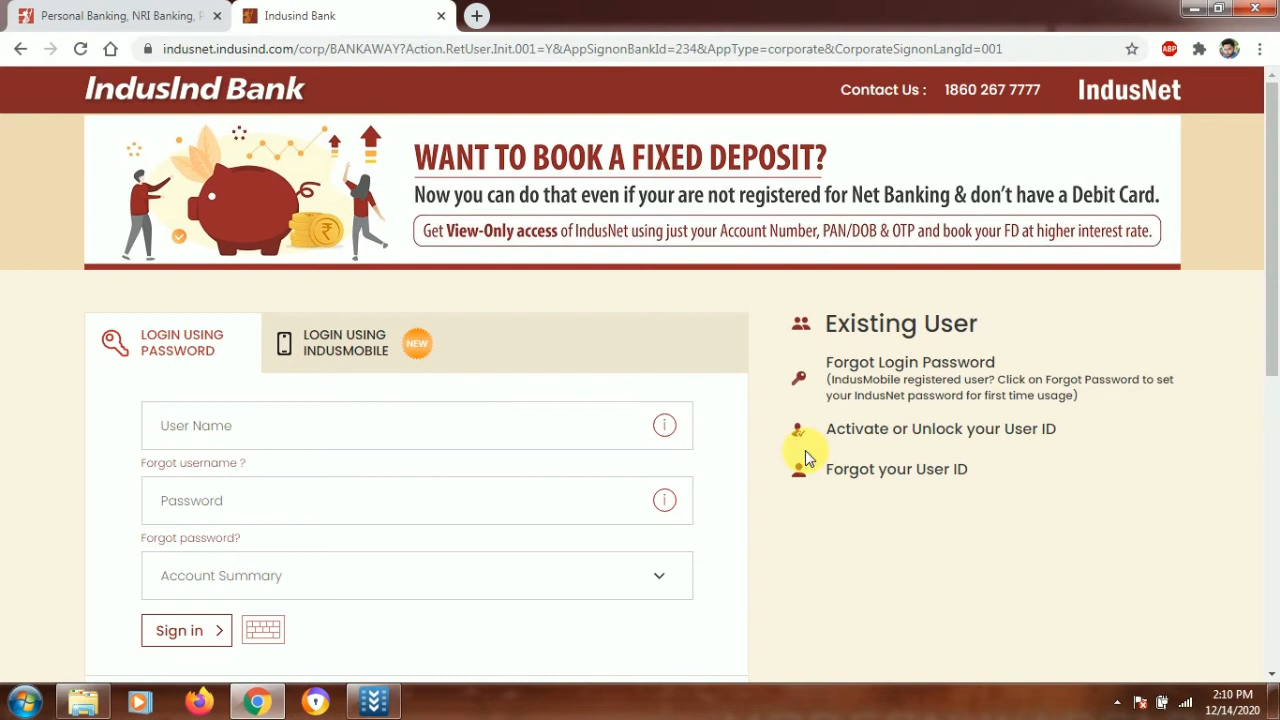 Personal Banking, NRI Banking, P
Indusind Bank
indusnet.indusind.com/corp/BANKAWAY?Action.RetUser.Init.001=Y&AppSignonBankId=234&AppType=corporate&CorporateSignonLangId=001
ABP
IndusInd Bank
Contact Us : 1860 267 7777
IndusNet
WANT TO BOOK A FIXED DEPOSIT?
Now you can do that even if your are not registered for Net Banking & don't have a Debit Card.
Get View-Only access of IndusNet using just your Account Number, PAN/DOB & OTP and book your FD at higher interest rate.
LOGIN USING
PASSWORD
LOGIN USING
INDUSMOBILE
NEW
User Name
Forgot username ?
Password
Forgot password?
Account Summary
Sign in
Existing User
Forgot Login Password
(IndusMobile registered user? Click on Forgot Password to set
your IndusNet password for first time usage)
Activate or Unlock your User ID
Forgot your User ID
2:10 PM
12/14/2020